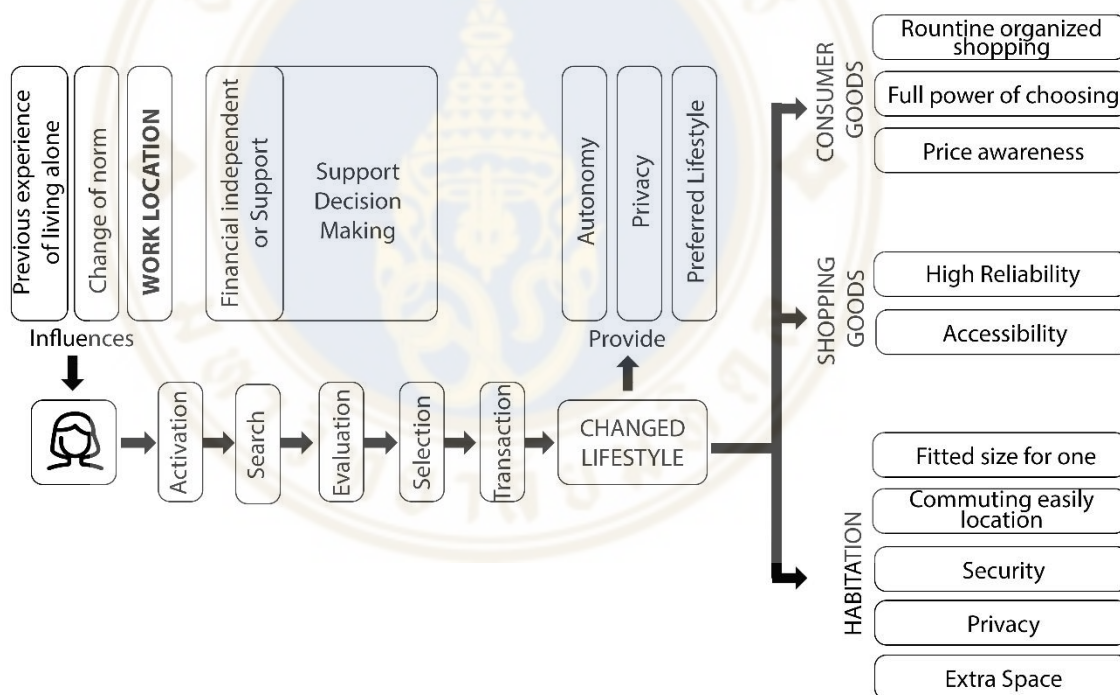 Previous experience
of living alone
Change of norm
WORK LOCATION
Influences
Financial independent
or Support
Support
Decision
Making
Autonomy
Privacy
Preferred Lifestyle
Provide
Activation
Search
Evaluation
Selection
Transaction
CHANGED
LIFESTYLE
CONSUMER
GOODS
Rountine organized
shopping
Full power of choosing
Price awareness
SHOPPING
GOODS
High Reliability
Accessibility
HABITATION
Fitted size for one
Commuting easily
location
Security
Privacy
Extra Space